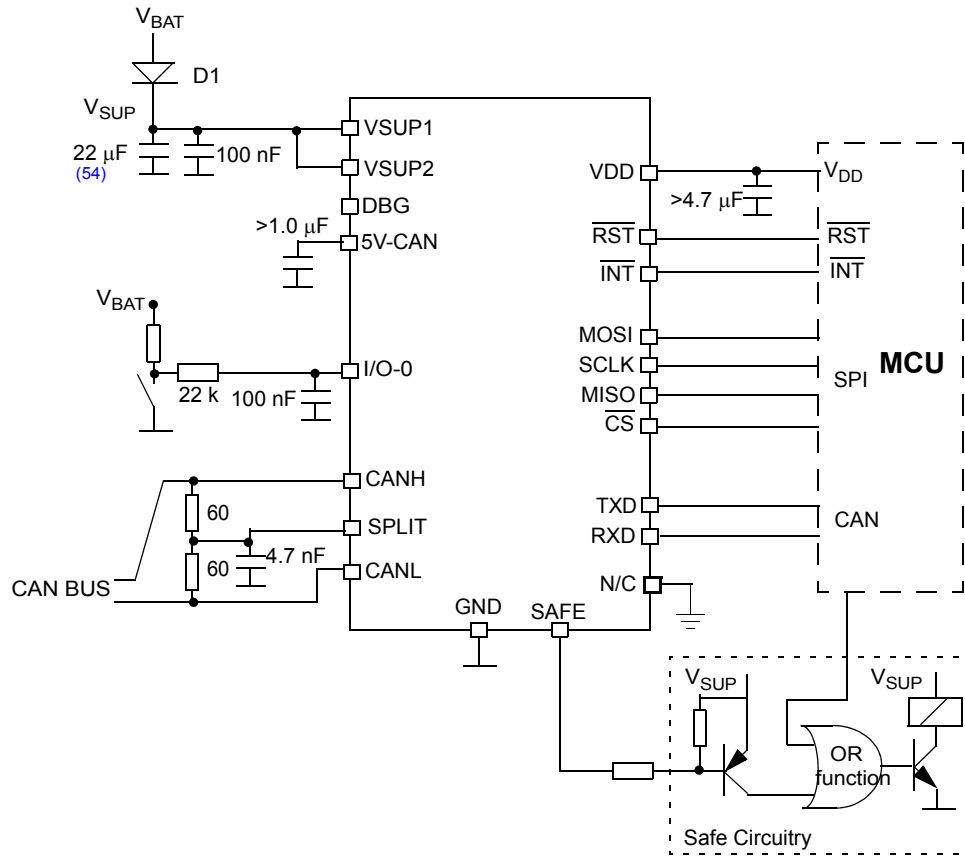 VBAT
D1
VSUP
22 μF
(54)
100 nF
VSUP1
VSUP2
DBG
>1.0 μF
5V-CAN
VBAT
22 k
100 nF
I/O-0
CANH
60
SPLIT
4.7 nF
60
CANL
CAN BUS
GND
SAFE
VDD
>4.7 μF
VDD
RST
RST
INT
INT
MOSI
SCLK
MISO
CS
SPI
MCU
TXD
RXD
CAN
N/C
VSUP
VSUP
OR
function
Safe Circuitry